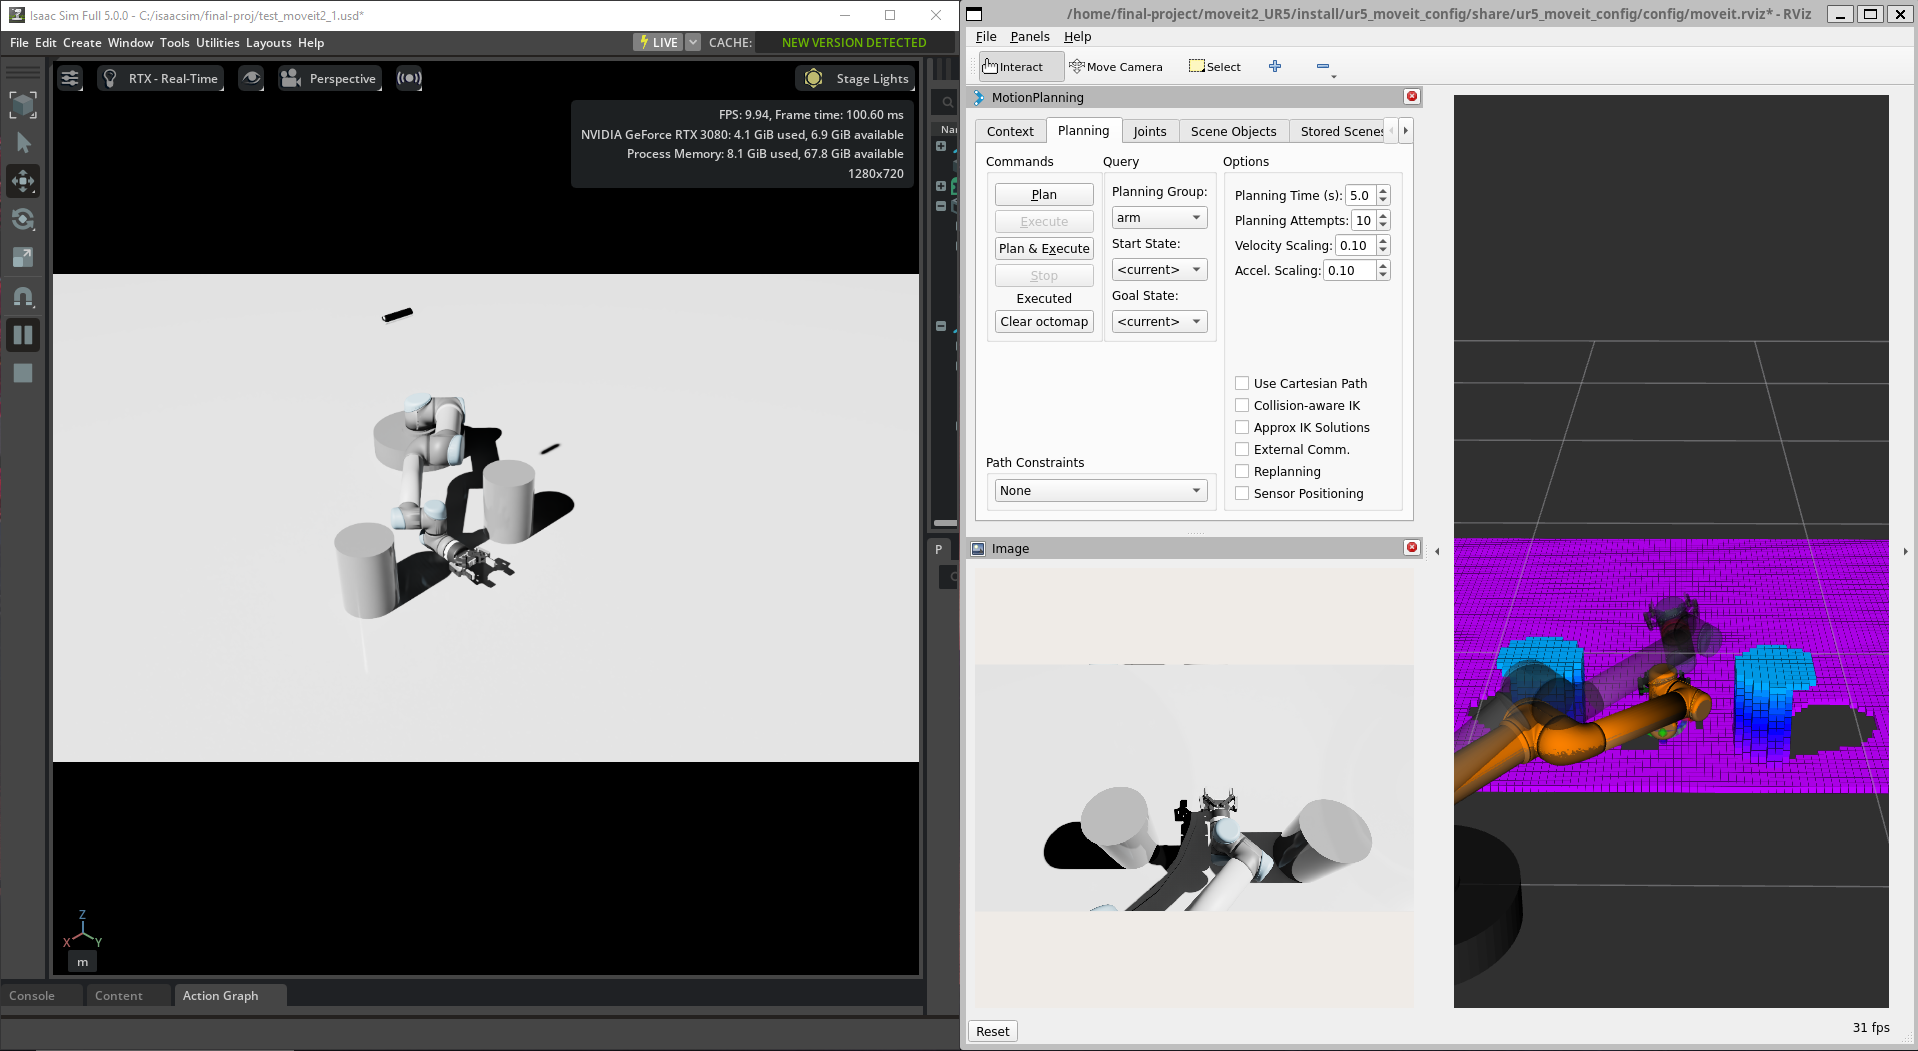 Isaac Sim Full 5.0.0 - C:/isaacsim/final-proj/test_moveit2_1.usd*
File Edit Create Window Tools Utilities Layouts Help
LIVE CACHE: NEW VERSION DETECTED
RTX - Real-Time Perspective Stage Lights
FPS: 9.94, Frame time: 100.60 ms
NVIDIA GeForce RTX 3080: 4.1 GiB used, 6.9 GiB available
Process Memory: 8.1 GiB used, 67.8 GiB available
1280x720
Z
X Y
m
P
Console Content Action Graph
/home/final-project/moveit2_UR5/install/ur5_moveit_config/share/ur5_moveit_config/config/moveit.rviz* - RViz
File Panels Help
Interact Move Camera Select
MotionPlanning
Context Planning Joints Scene Objects Stored Scenes
Commands Query Options
Plan
Execute
Plan & Execute
Stop
Executed
Clear octomap
Planning Group:
arm
Start State:
<current>
Goal State:
<current>
Planning Time (s): 5.0
Planning Attempts: 10
Velocity Scaling: 0.10
Accel. Scaling: 0.10
Use Cartesian Path
Collision-aware IK
Approx IK Solutions
External Comm.
Replanning
Sensor Positioning
Path Constraints
None
Image
Reset
31 fps